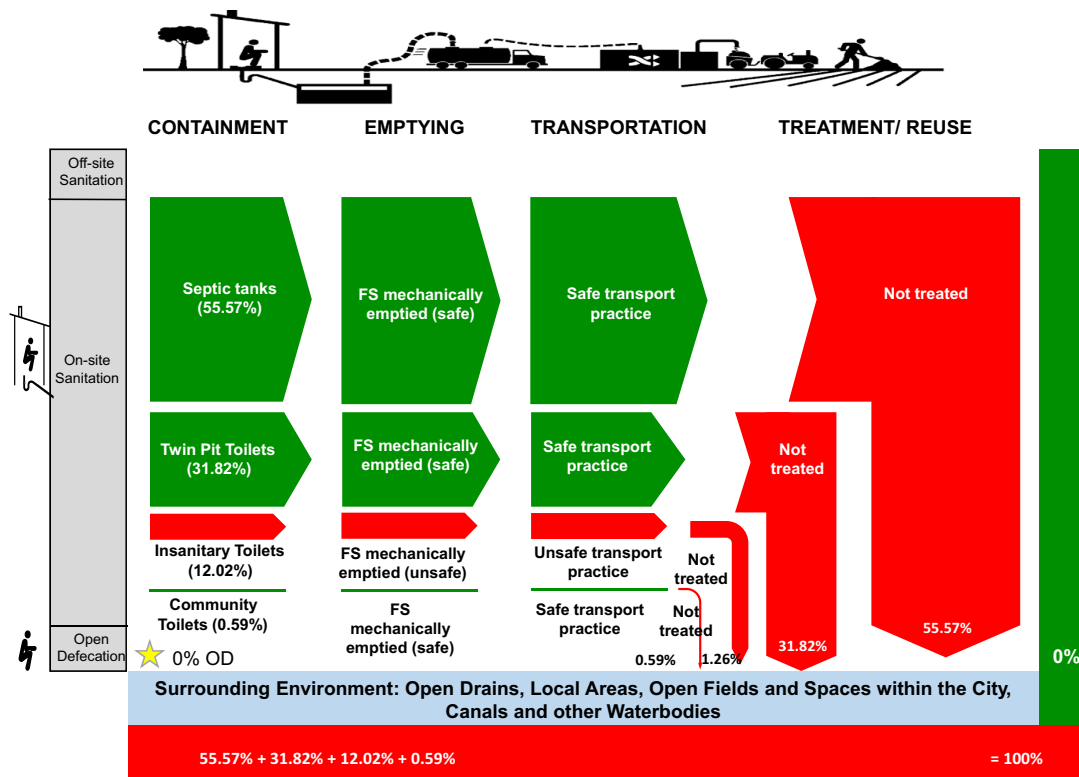 CONTAINMENT
EMPTYING
TRANSPORTATION
TREATMENT/ REUSE
Off-site
Sanitation
On-site
Sanitation
Open
Defecation
Septic tanks
(55.57%)
FS mechanically
emptied (safe)
Safe transport
practice
Not treated
Twin Pit Toilets
(31.82%)
FS mechanically
emptied (safe)
Safe transport
practice
Not
treated
Insanitary Toilets
(12.02%)
FS mechanically
emptied (unsafe)
Unsafe transport
practice
Not
treated
Community
Toilets (0.59%)
FS
mechanically
emptied (safe)
Safe transport
practice
Not
treated
0% OD
0.59%
1.26%
31.82%
55.57%
0%
Surrounding Environment: Open Drains, Local Areas, Open Fields and Spaces within the City,
Canals and other Waterbodies
55.57% + 31.82% + 12.02% + 0.59%
= 100%